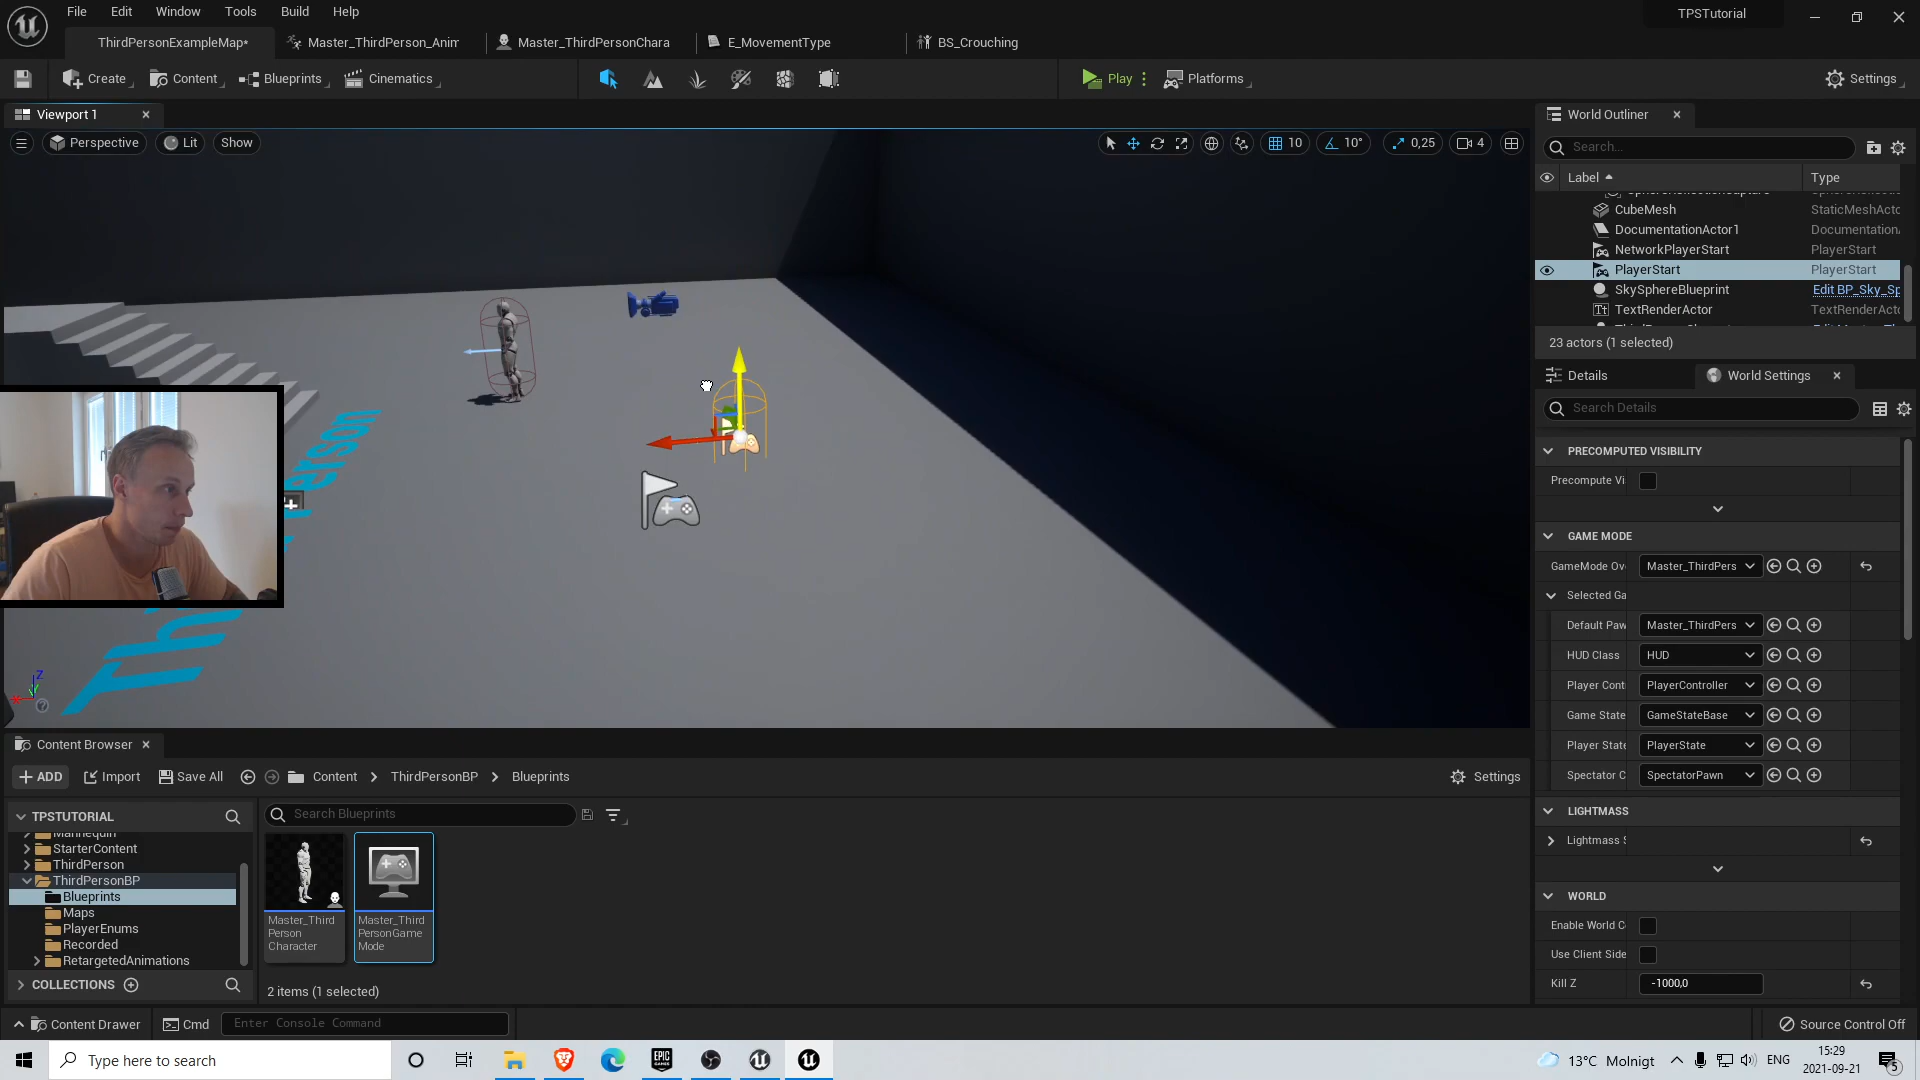 File Edit Window Tools Build Help
TPSTutorial
ThirdPersonExampleMap*
Master_ThirdPerson_Anim
Master_ThirdPersonChara
E_MovementType
BS_Crouching
Create
Content
Blueprints
Cinematics
Play
Platforms
Settings
Viewport 1
Perspective
Lit
Show
10
10°
0,25
4
World Outliner
Search...
Label
Type
CubeMesh StaticMeshActo
DocumentationActor1 Documentation
NetworkPlayerStart PlayerStart
PlayerStart PlayerStart
SkySphereBlueprint Edit BP_Sky_Sp
TextRenderActor TextRenderActo
23 actors (1 selected)
Details
World Settings
Search Details
PRECOMPUTED VISIBILITY
Precompute Vi
GAME MODE
GameMode Ov Master_ThirdPers
Selected Ga
Default Paw Master_ThirdPers
HUD Class HUD
Player Cont PlayerController
Game State GameStateBase
Player State PlayerState
Spectator C SpectatorPawn
LIGHTMASS
Lightmass S
WORLD
Enable World C
Use Client Side
Kill Z -1000,0
Content Browser
ADD
Import
Save All
Content
ThirdPersonBP
Blueprints
Settings
TPSTUTORIAL
Mannequin
StarterContent
ThirdPerson
ThirdPersonBP
Blueprints
Maps
PlayerEnums
Recorded
RetargetedAnimations
COLLECTIONS
Search Blueprints
Master_Third
Person
Character
Master_Third
PersonGame
Mode
2 items (1 selected)
Content Drawer
Cmd
Enter Console Command
Source Control Off
Type here to search
EPIC
GAMES
13°C Molnigt
ENG
15:29
2021-09-21
5